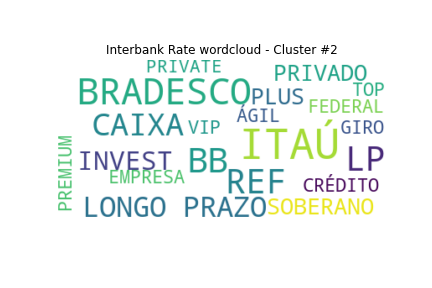 Interbank Rate wordcloud - Cluster #2
PRIVATE
PRIVADO
BRADESCO
PLUS
TOP
FEDERAL
ÁGIL
CAIXA
VIP
GIRO
ITAÚ
INVEST
BB
LP
PREMIUM
EMPRESA
REF
CRÉDITO
LONGO PRAZO
SOBERANO